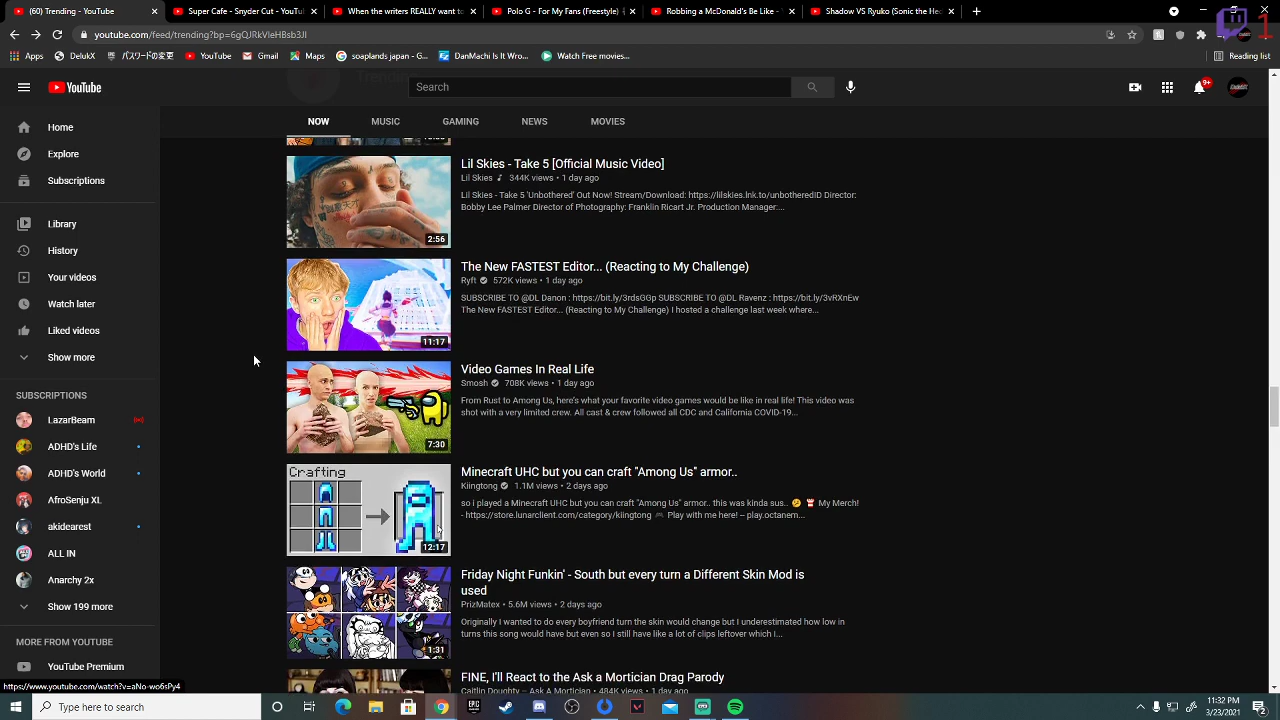 (60) Trending - YouTube
Super Cafe - Snyder Cut - YouTu
When the writers REALLY want to
Polo G - For My Fans (Freestyle)
Robbing a McDonald's Be Like -
Shadow VS Ryuko (Sonic the Hed
youtube.com/feed/trending?bp=6gQJRkVleHBsb3Jl
Apps
DelukX
パスワードの変更
YouTube
Gmail
Maps
soaplands japan - G...
DanMachi Is It Wro...
Watch Free movies...
Reading list
1
YouTube
Search
9+
NOW
MUSIC
GAMING
NEWS
MOVIES
Home
Explore
Subscriptions
Library
History
Your videos
Watch later
Liked videos
Show more
SUBSCRIPTIONS
LazarBeam
ADHD's Life
ADHD's World
AfroSenju XL
akidearest
ALL IN
Anarchy 2x
Show 199 more
MORE FROM YOUTUBE
YouTube Premium
Lil Skies - Take 5 [Official Music Video]
Lil Skies 344K views • 1 day ago
Lil Skies - Take 5 'Unbothered' Out Now! Stream/Download: https://lilskies.lnk.to/unbotheredID Director:
Bobby Lee Palmer Director of Photography: Franklin Ricart Jr. Production Manager:...
2:56
The New FASTEST Editor... (Reacting to My Challenge)
Ryft 572K views • 1 day ago
SUBSCRIBE TO @DL Danon : https://bit.ly/3rdsGGp SUBSCRIBE TO @DL Ravenz : https://bit.ly/3vRXnEw
The New FASTEST Editor... (Reacting to My Challenge) I hosted a challenge last week where...
11:17
Video Games In Real Life
Smosh 708K views • 1 day ago
From Rust to Among Us, here's what your favorite video games would be like in real life! This video was
shot with a very limited crew. All cast & crew followed all CDC and California COVID-19...
7:30
Minecraft UHC but you can craft "Among Us" armor..
Kiingtong 1.1M views • 2 days ago
so i played a Minecraft UHC but you can craft "Among Us" armor.. this was kinda sus.. 🤔 My Merch!
- https://store.lunarclient.com/category/kiingtong 🎮 Play with me here! – play.octanem...
Crafting
12:17
Friday Night Funkin' - South but every turn a Different Skin Mod is
used
PrizMatex • 5.6M views • 2 days ago
Originally I wanted to do every boyfriend turn the skin would change but I underestimated how low in
turns this song would have but even so I still have like a lot of clips leftover which I...
1:31
FINE, I'll React to the Ask a Mortician Drag Parody
Caitlin Doughty – Ask A Mortician • 484K views • 1 day ago
https://www.youtube.com/watch?v=aNo-wo6sPy4
Type here to search
11:32 PM
3/23/2021